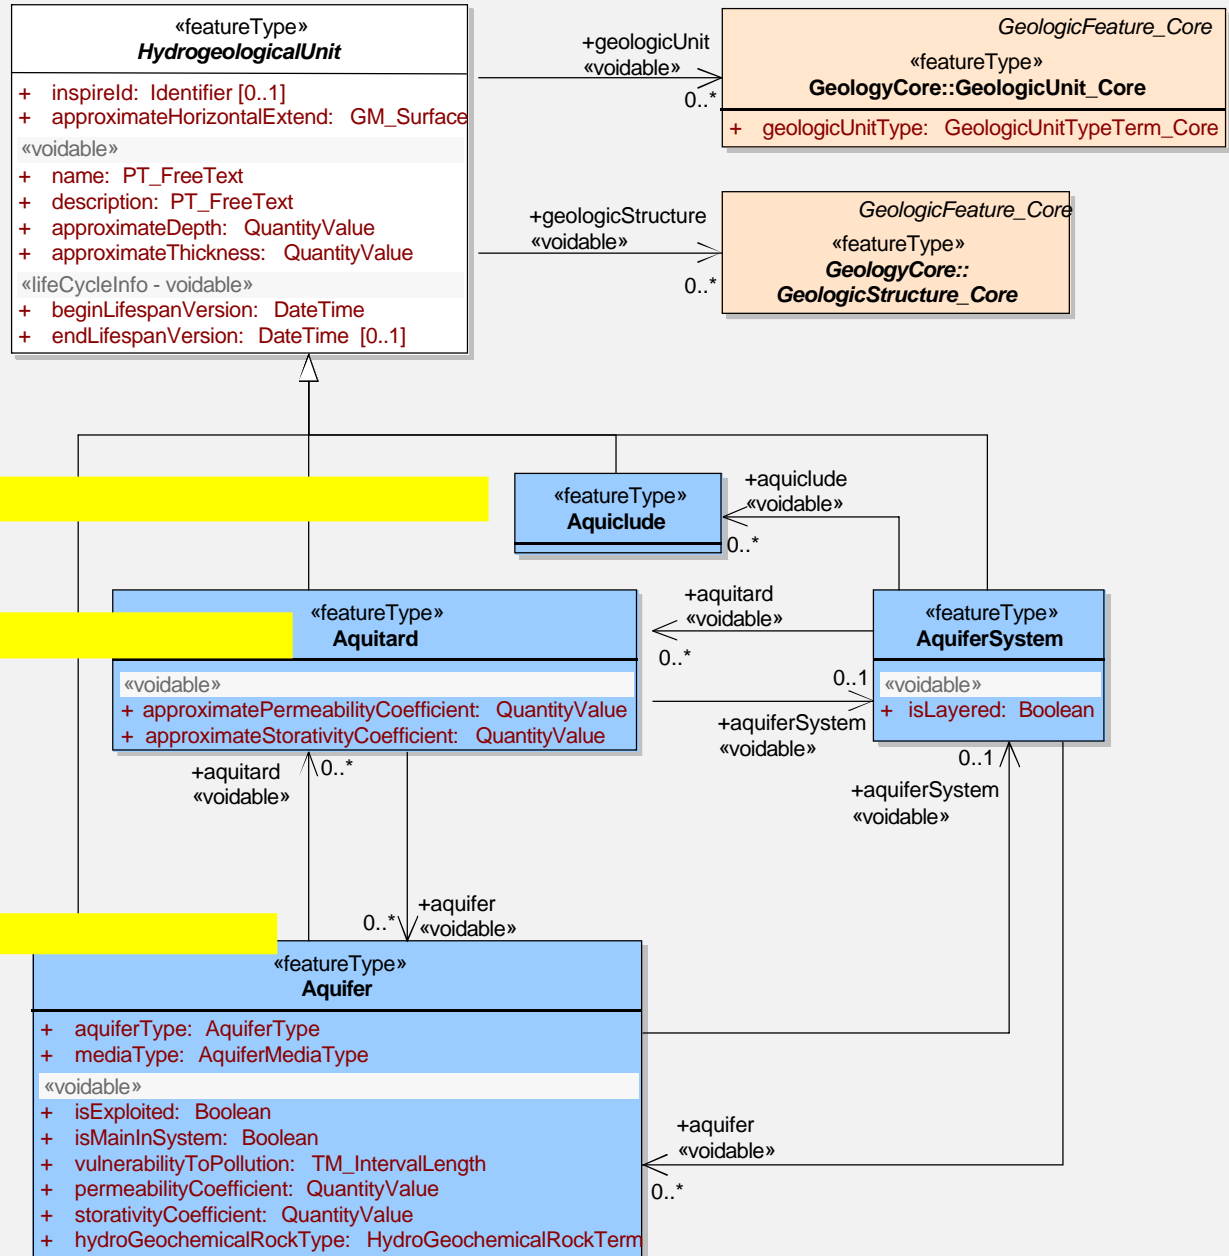 «featureType»
HydrogeologicalUnit
+ inspireId: Identifier [0..1]
+ approximateHorizontalExtend: GM_Surface
«voidable»
+ name: PT_FreeText
+ description: PT_FreeText
+ approximateDepth: QuantityValue
+ approximateThickness: QuantityValue
«lifeCycleInfo - voidable»
+ beginLifespanVersion: DateTime
+ endLifespanVersion: DateTime [0..1]
+geologicUnit
«voidable»
0..*
GeologicFeature_Core
«featureType»
GeologyCore::GeologicUnit_Core
+ geologicUnitType: GeologicUnitTypeTerm_Core
+geologicStructure
«voidable»
0..*
GeologicFeature_Core
«featureType»
GeologyCore::
GeologicStructure_Core
«featureType»
Aquiclude
+aquiclude
«voidable»
0..*
«featureType»
Aquitard
«voidable»
+ approximatePermeabilityCoefficient: QuantityValue
+ approximateStorativityCoefficient: QuantityValue
+aquitard
«voidable»
0..*
0..1
+aquiferSystem
«voidable»
«featureType»
AquiferSystem
«voidable»
+ isLayered: Boolean
+aquitard
«voidable»
0..*
0..1
+aquiferSystem
«voidable»
+aquifer
«voidable»
0..*
«featureType»
Aquifer
+ aquiferType: AquiferType
+ mediaType: AquiferMediaType
«voidable»
+ isExploited: Boolean
+ isMainInSystem: Boolean
+ vulnerabilityToPollution: TM_IntervalLength
+ permeabilityCoefficient: QuantityValue
+ storativityCoefficient: QuantityValue
+ hydroGeochemicalRockType: HydroGeochemicalRockTerm
+aquifer
«voidable»
0..*